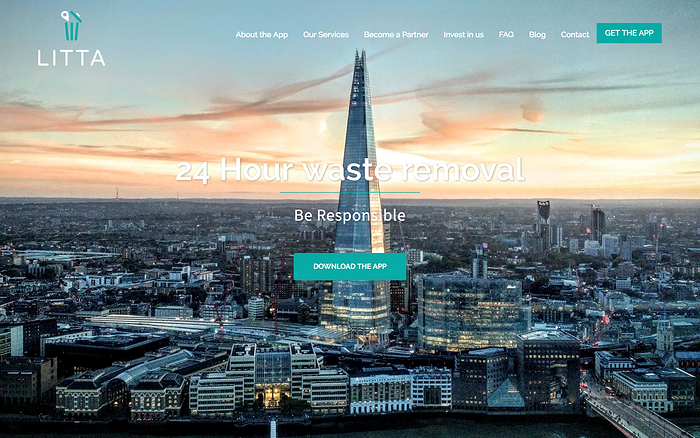 LITTA
About the App
Our Services
Become a Partner
Invest in us
FAQ
Blog
Contact
GET THE APP
24 Hour waste removal
Be Responsible
DOWNLOAD THE APP